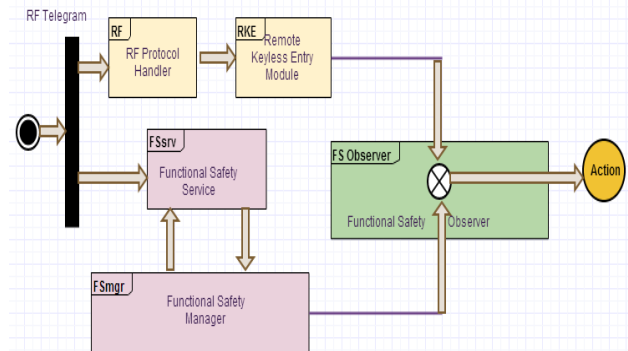 RF Telegram
RF
RF Protocol
Handler
RKE
Remote
Keyless Entry
Module
FSsrv
Functional Safety
Service
FS Observer
Functional Safety Observer
Action
FSmgr
Functional Safety
Manager